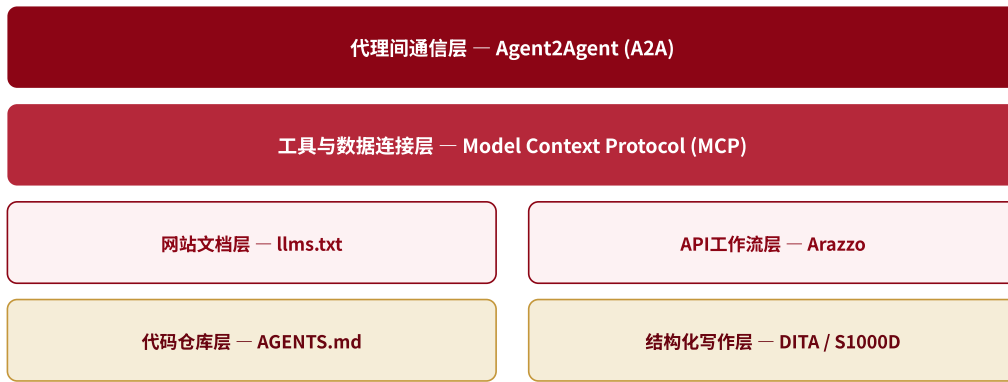 代理间通信层 — Agent2Agent (A2A)
工具与数据连接层 — Model Context Protocol (MCP)
网站文档层 — llms.txt
API工作流层 — Arazzo
代码仓库层 — AGENTS.md
结构化写作层 — DITA / S1000D